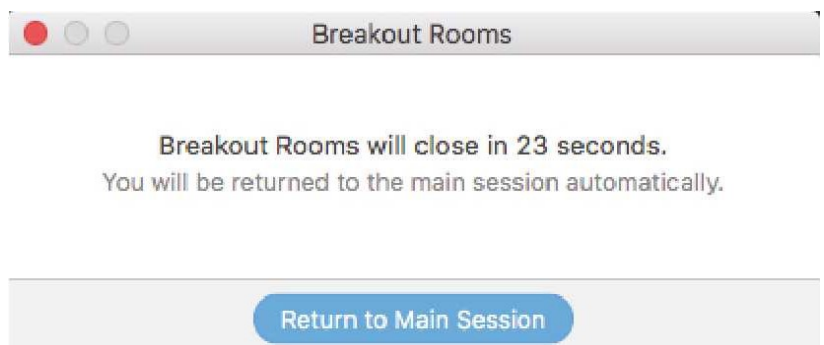 Breakout Rooms
Breakout Rooms will close in 23 seconds.
You will be returned to the main session automatically.
Return to Main Session